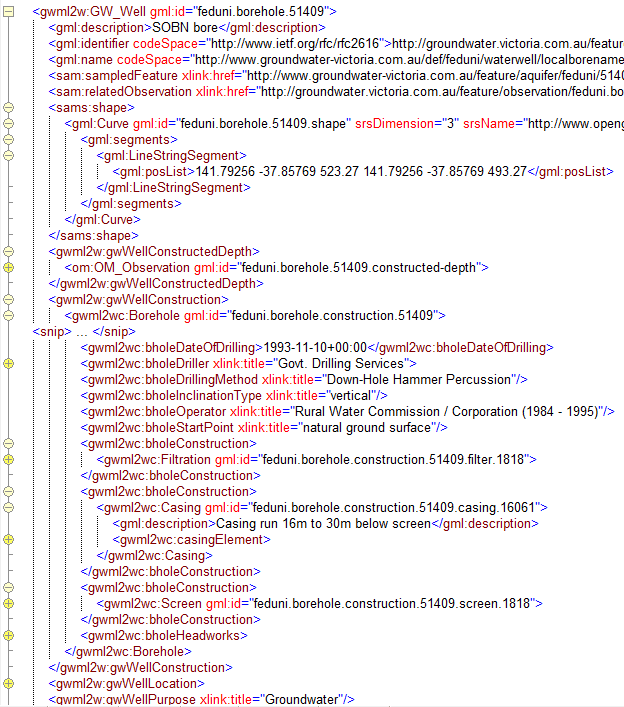 <gwml2w:GW_Well gml:id="feduni.borehole.51409">
<gml:description>SOBN bore</gml:description>
<gml:identifier codeSpace="http://www.ietf.org/rfc/rfc2616">http://groundwater.victoria.com.au/featur
<gml:name codeSpace="http://www.groundwater-victoria.com.au/def/feduni/waterwell/localborename
<sam:sampledFeature xlink:href="http://www.groundwater-victoria.com.au/feature/aquifer/feduni/5140
<sam:relatedObservation xlink:href="http://groundwater.victoria.com.au/feature/observation/feduni.bo
<sams:shape>
<gml:Curve gml:id="feduni.borehole.51409.shape" srsDimension="3" srsName="http://www.openg
<gml:segments>
<gml:LineStringSegment>
<gml:posList>141.79256 -37.85769 523.27 141.79256 -37.85769 493.27</gml:posList>
</gml:LineStringSegment>
</gml:segments>
</gml:Curve>
</sams:shape>
<gwml2w:gwWellConstructedDepth>
<om:OM_Observation gml:id="feduni.borehole.51409.constructed-depth">
</gwml2w:gwWellConstructedDepth>
<gwml2w:gwWellConstruction>
<gwml2wc:Borehole gml:id="feduni.borehole.construction.51409">
<snip> ... </snip>
<gwml2wc:bholeDateOfDrilling>1993-11-10+00:00</gwml2wc:bholeDateOfDrilling>
<gwml2wc:bholeDriller xlink:title="Govt. Drilling Services">
<gwml2wc:bholeDrillingMethod xlink:title="Down-Hole Hammer Percussion"/>
<gwml2wc:bholeInclinationType xlink:title="vertical"/>
<gwml2wc:bholeOperator xlink:title="Rural Water Commission / Corporation (1984 - 1995)"/>
<gwml2wc:bholeStartPoint xlink:title="natural ground surface"/>
<gwml2wc:bholeConstruction>
<gwml2wc:Filtration gml:id="feduni.borehole.construction.51409.filter.1818">
</gwml2wc:bholeConstruction>
<gwml2wc:bholeConstruction>
<gwml2wc:Casing gml:id="feduni.borehole.construction.51409.casing.16061">
<gml:description>Casing run 16m to 30m below screen</gml:description>
<gwml2wc:casingElement>
</gwml2wc:Casing>
</gwml2wc:bholeConstruction>
<gwml2wc:bholeConstruction>
<gwml2wc:Screen gml:id="feduni.borehole.construction.51409.screen.1818">
</gwml2wc:bholeConstruction>
<gwml2wc:bholeHeadworks>
</gwml2wc:Borehole>
</gwml2w:gwWellConstruction>
<gwml2w:gwWellLocation>
<gwml2w:gwWellPurpose xlink:title="Groundwater"/>